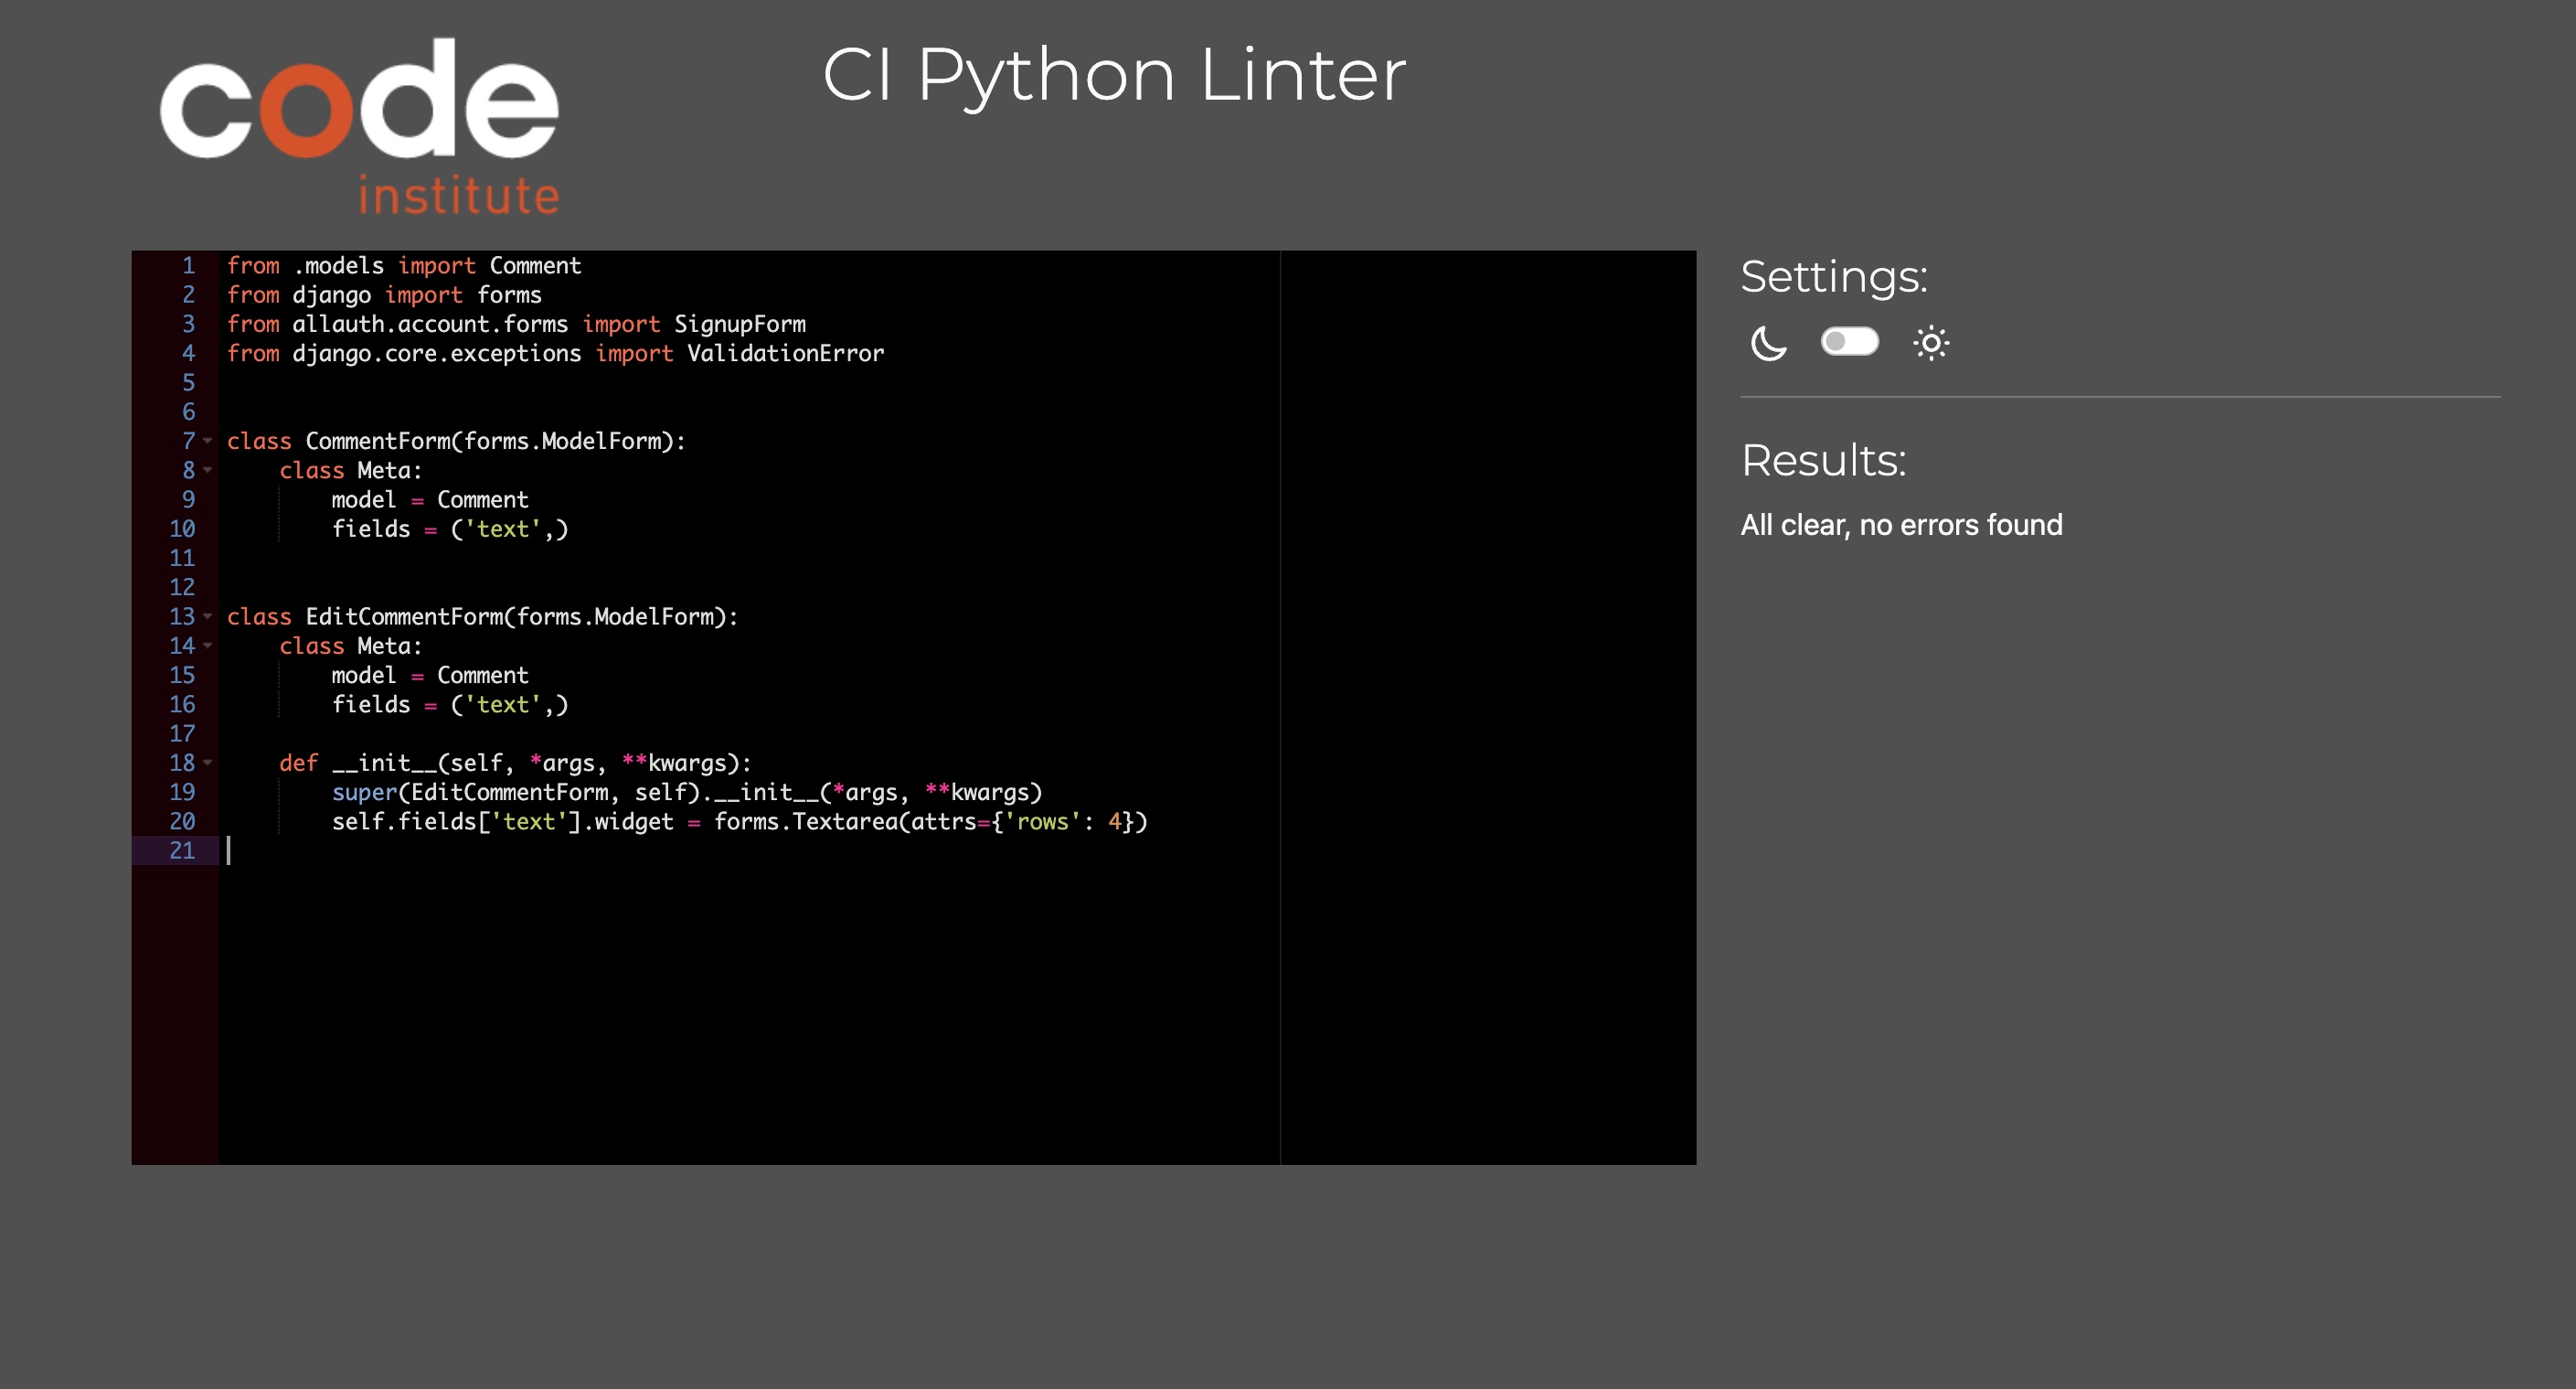 code
institute
CI Python Linter
1 from .models import Comment
2 from django import forms
3 from allauth.account.forms import SignupForm
4 from django.core.exceptions import ValidationError
5
6
7 class CommentForm(forms.ModelForm):
8     class Meta:
9         model = Comment
10         fields = ('text',)
11
12
13 class EditCommentForm(forms.ModelForm):
14     class Meta:
15         model = Comment
16         fields = ('text',)
17
18     def __init__(self, *args, **kwargs):
19         super(EditCommentForm, self).__init__(*args, **kwargs)
20         self.fields['text'].widget = forms.Textarea(attrs={'rows': 4})
21
Settings:
Results:
All clear, no errors found